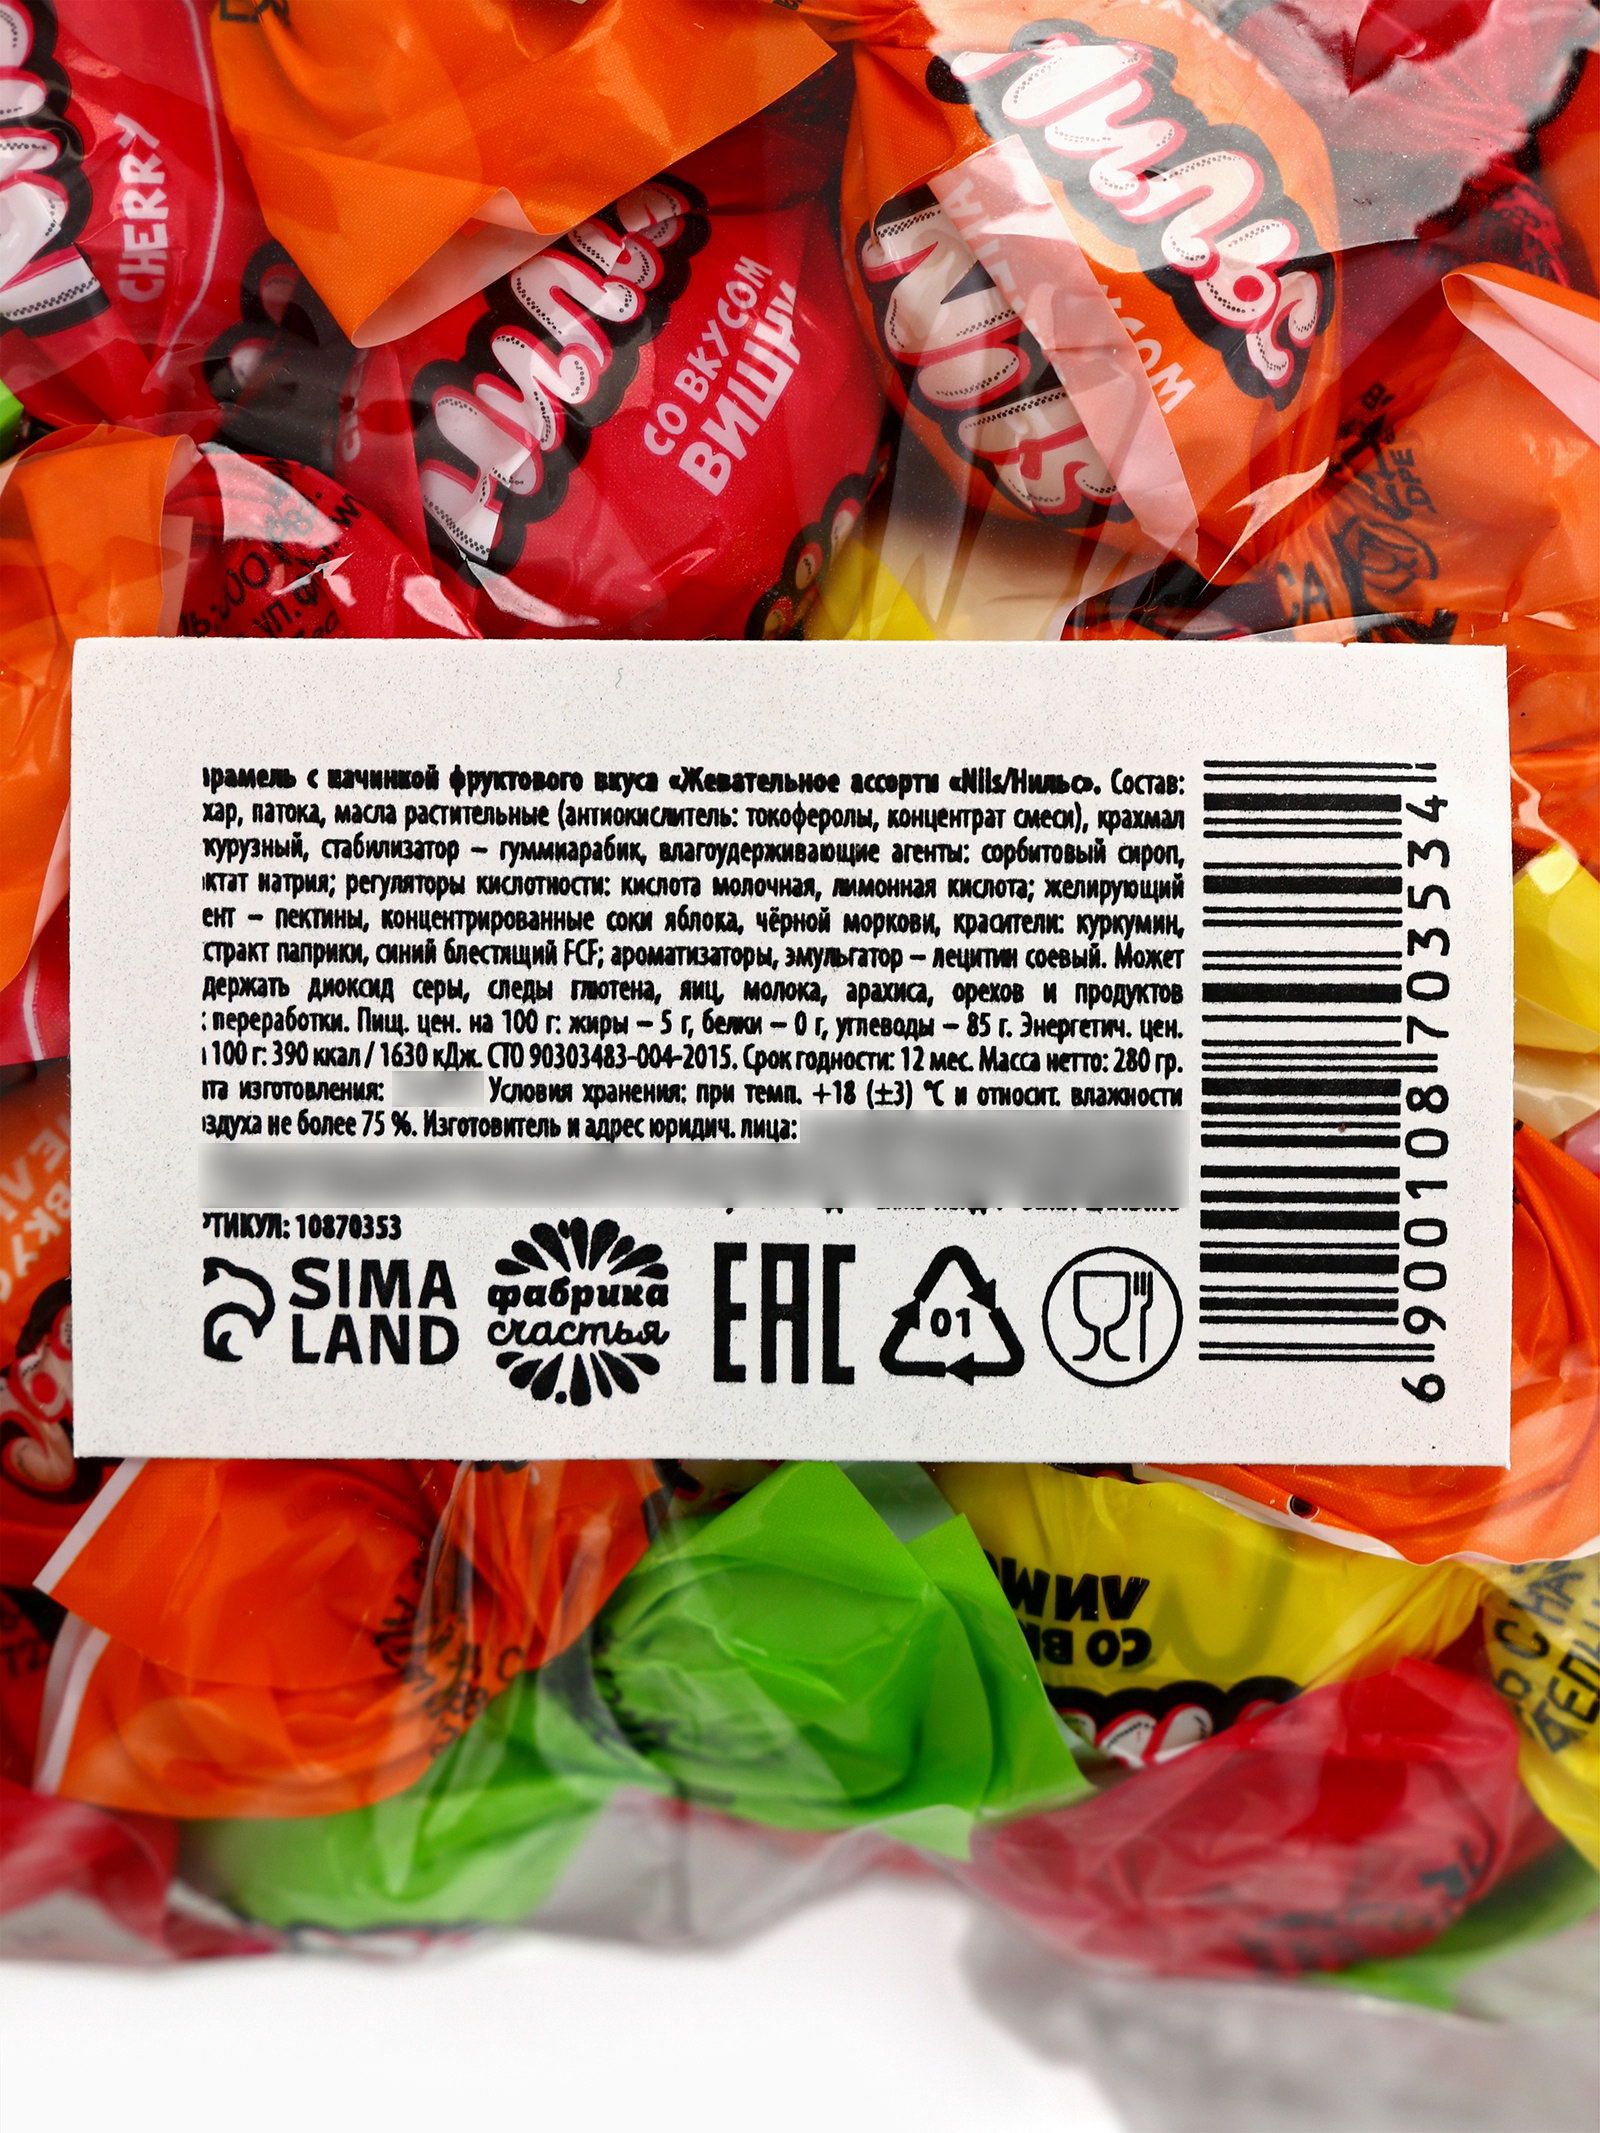 CHERRY
Нильс
СО ВКУСОМ
ВИШНИ
Нильс
Nils
рамель с начинкой фруктового вкуса «Жевательное ассорти «Nils/Нильс». Состав:
хар, патока, масла растительные (антиокислитель: токоферолы, концентрат смеси), крахмал
курузный, стабилизатор – гуммиарабик, влагоудерживающие агенты: сорбитовый сироп,
ктат натрия; регуляторы кислотности: кислота молочная, лимонная кислота; желирующий
ент – пектины, концентрированные соки яблока, чёрной моркови, красители: куркумин,
стракт паприки, синий блестящий FCF; ароматизаторы, эмульгатор – лецитин соевый. Может
держать диоксид серы, следы глютена, яиц, молока, арахиса, орехов и продуктов
переработки. Пищ. цен. на 100 г: жиры – 5 г, белки – 0 г, углеводы – 85 г. Энергетич. цен.
100 г: 390 ккал / 1630 кДж. СТО 90303483-004-2015. Срок годности: 12 мес. Масса нетто: 280 гр.
та изготовления: Условия хранения: при темп. +18 (±3) °С и относит. влажности
здуха не более 75 %. Изготовитель и адрес юридич. лица:
ТИКУЛ: 10870353
SIMA
LAND
фабрика
счастья
EAC
01
6 900108 703534